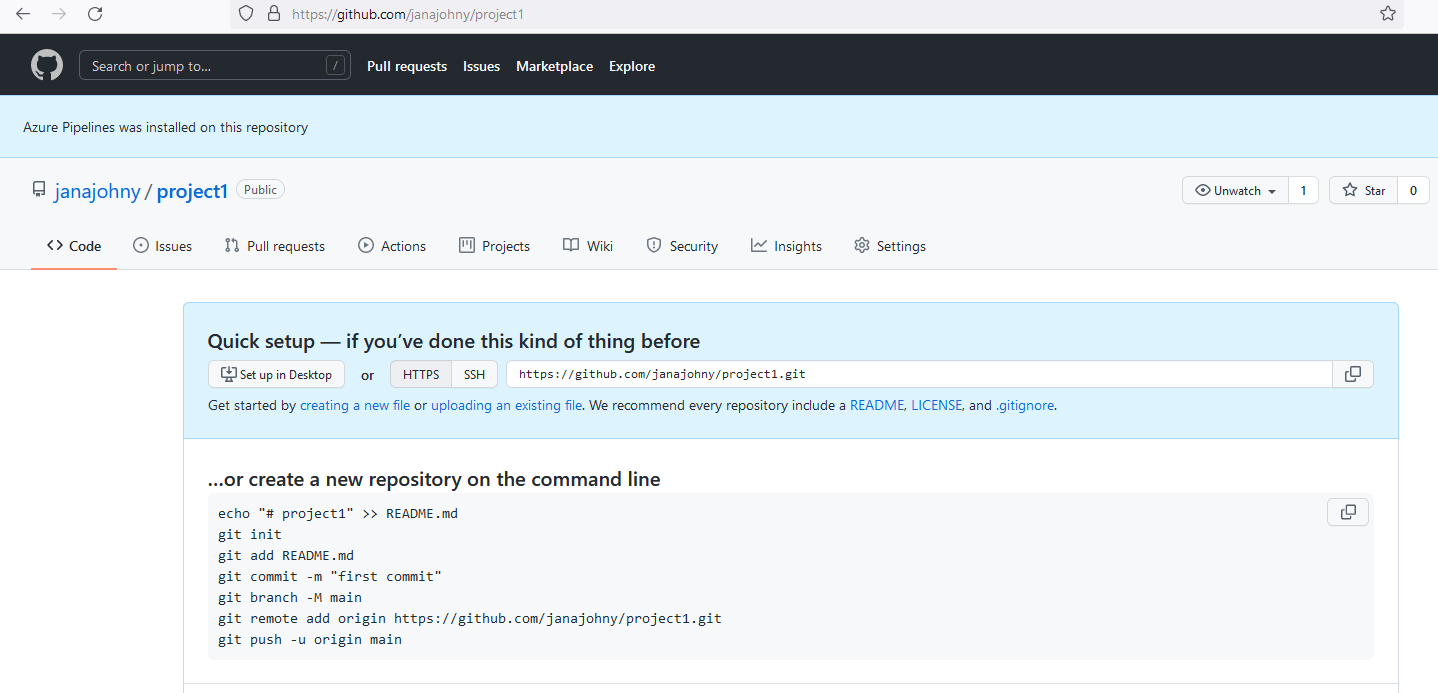 https://github.com/janajohny/project1
Search or jump to... / Pull requests Issues Marketplace Explore
Azure Pipelines was installed on this repository
janajohny / project1 Public Unwatch 1 Star 0
Code Issues Pull requests Actions Projects Wiki Security Insights Settings
Quick setup — if you’ve done this kind of thing before
Set up in Desktop or HTTPS SSH https://github.com/janajohny/project1.git
Get started by creating a new file or uploading an existing file. We recommend every repository include a README, LICENSE, and .gitignore.
…or create a new repository on the command line
echo "# project1" >> README.md
git init
git add README.md
git commit -m "first commit"
git branch -M main
git remote add origin https://github.com/janajohny/project1.git
git push -u origin main